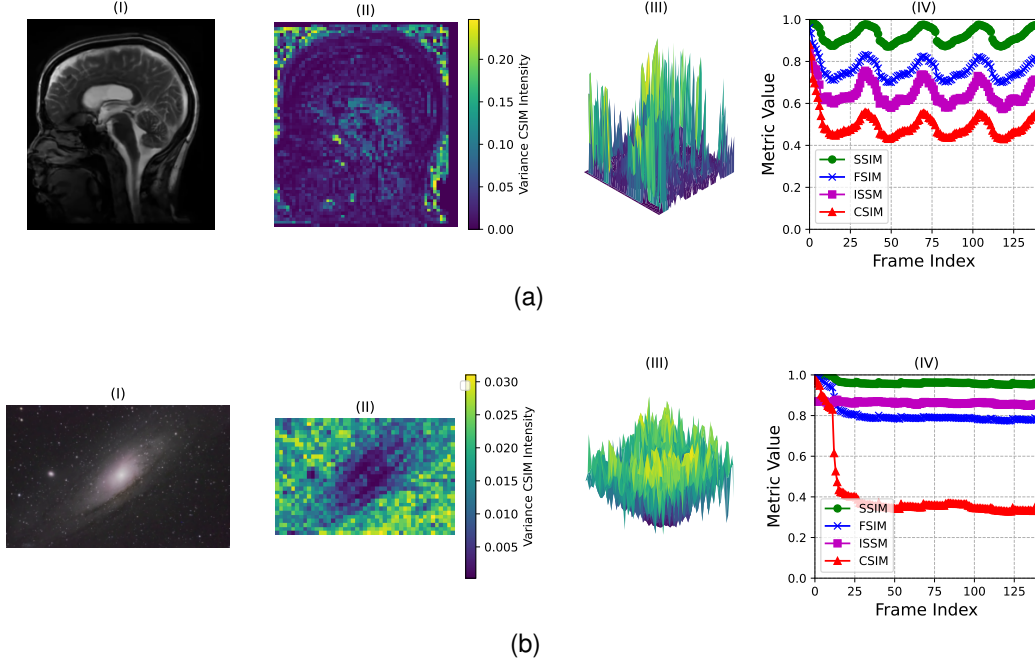 (I)
(II)
(III)
(IV)
0.20
0.15
0.10
0.05
0.00
Variance CSIM Intensity
1.0
0.8
0.6
0.4
0.2
0.0
Metric Value
SSIM
FSIM
ISSM
CSIM
0 25 50 75 100 125
Frame Index
(a)
(I)
(II)
(III)
(IV)
0.030
0.025
0.020
0.015
0.010
0.005
Variance CSIM Intensity
1.0
0.8
0.6
0.4
0.2
0.0
Metric Value
SSIM
FSIM
ISSM
CSIM
0 25 50 75 100 125
Frame Index
(b)